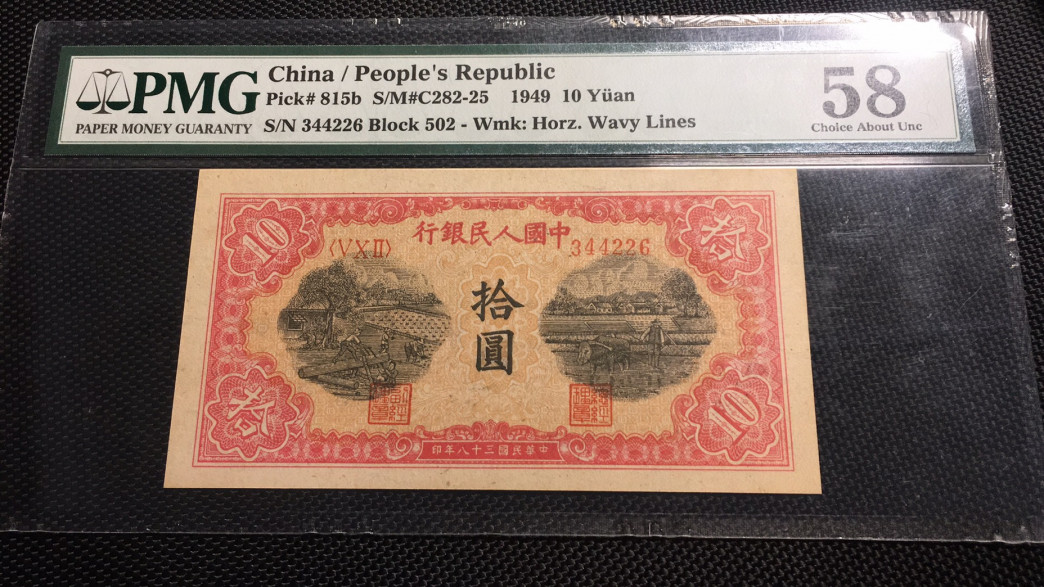 PMG
PAPER MONEY GUARANTY
China / People's Republic
Pick# 815b S/M#C282-25 1949 10 Yüan
S/N 344226 Block 502 - Wmk: Horz. Wavy Lines
58
Choice About Unc
行銀民人國中
10
拾
〈V X II〉
344226
拾圓
拾
10
印年八十三國民華中